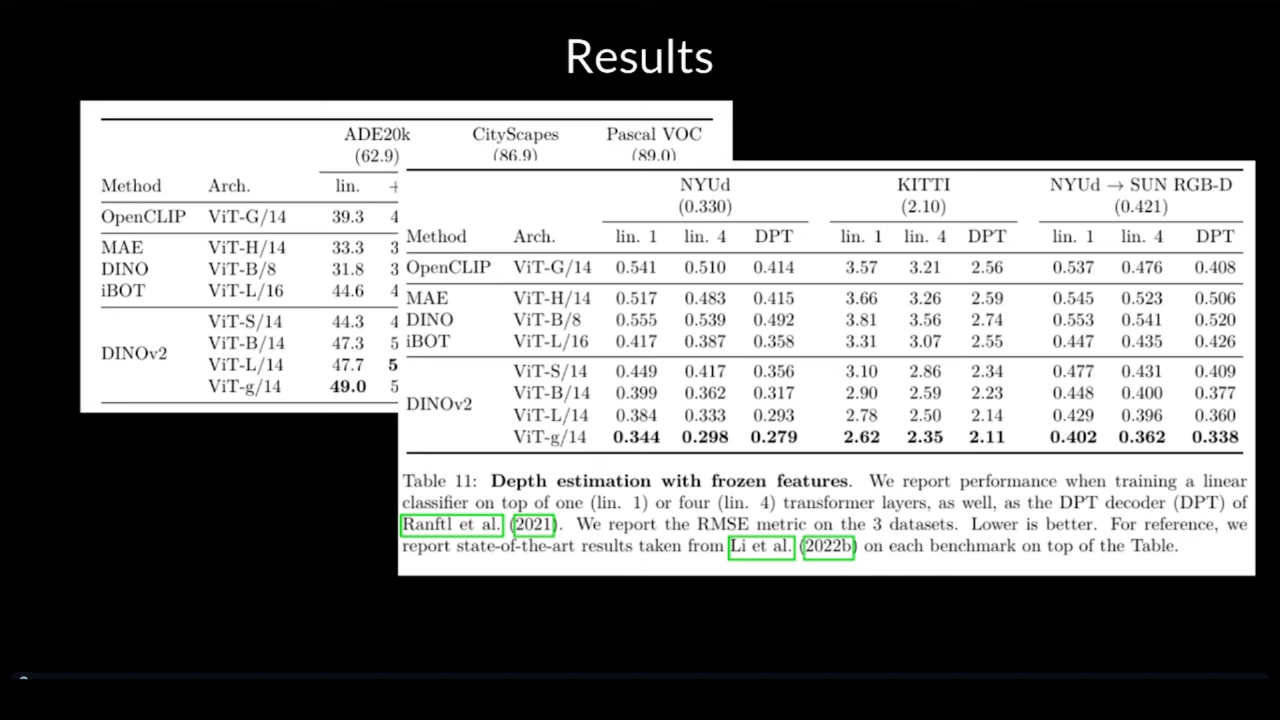 Results
ADE20k CityScapes Pascal VOC
(62.9) (86.9) (89.0)
Method Arch. lin. +
OpenCLIP ViT-G/14 39.3 4
MAE ViT-H/14 33.3 3
DINO ViT-B/8 31.8 3
iBOT ViT-L/16 44.6 4
ViT-S/14 44.3 4
ViT-B/14 47.3 5
DINOv2
ViT-L/14 47.7 5
ViT-g/14 49.0 5
NYUd KITTI NYUd → SUN RGB-D
(0.330) (2.10) (0.421)
Method Arch. lin. 1 lin. 4 DPT lin. 1 lin. 4 DPT lin. 1 lin. 4 DPT
OpenCLIP ViT-G/14 0.541 0.510 0.414 3.57 3.21 2.56 0.537 0.476 0.408
MAE ViT-H/14 0.517 0.483 0.415 3.66 3.26 2.59 0.545 0.523 0.506
DINO ViT-B/8 0.555 0.539 0.492 3.81 3.56 2.74 0.553 0.541 0.520
iBOT ViT-L/16 0.417 0.387 0.358 3.31 3.07 2.55 0.447 0.435 0.426
ViT-S/14 0.449 0.417 0.356 3.10 2.86 2.34 0.477 0.431 0.409
ViT-B/14 0.399 0.362 0.317 2.90 2.59 2.23 0.448 0.400 0.377
DINOv2
ViT-L/14 0.384 0.333 0.293 2.78 2.50 2.14 0.429 0.396 0.360
ViT-g/14 0.344 0.298 0.279 2.62 2.35 2.11 0.402 0.362 0.338
Table 11: Depth estimation with frozen features. We report performance when training a linear
classifier on top of one (lin. 1) or four (lin. 4) transformer layers, as well, as the DPT decoder (DPT) of
Ranftl et al. (2021). We report the RMSE metric on the 3 datasets. Lower is better. For reference, we
report state-of-the-art results taken from Li et al. (2022b) on each benchmark on top of the Table.